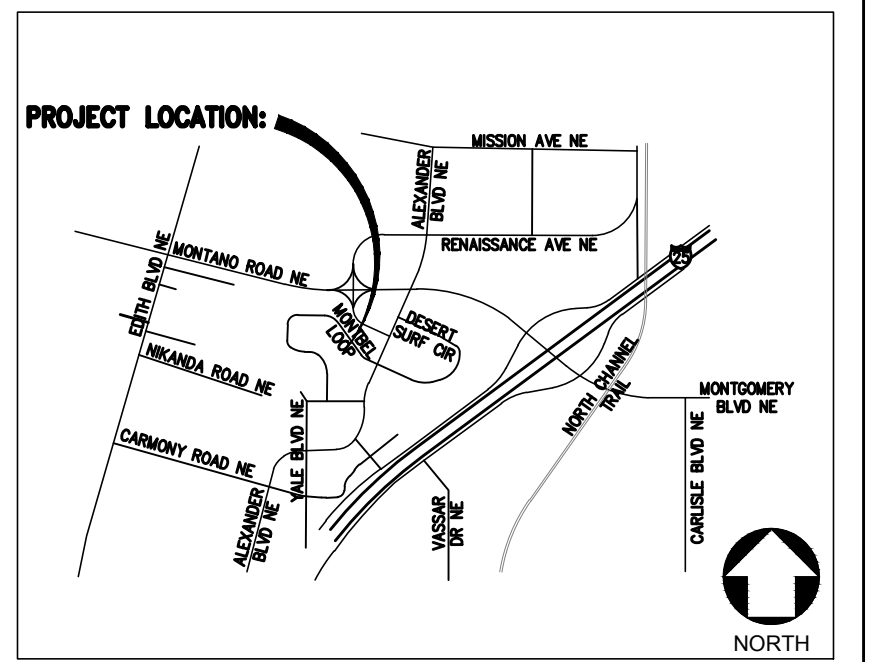 PROJECT LOCATION:
MISSION AVE NE
ALEXANDER
BLVD NE
RENAISSANCE AVE NE
25
EDITH BLVD NE
MONTANO ROAD NE
MONTBEL
LOOP
DESERT
SURF CIR
NIKANDA ROAD NE
NORTH CHANNEL
TRAIL
MONTGOMERY
BLVD NE
CARMONY ROAD NE
YALE BLVD NE
CARLISLE BLVD NE
ALEXANDER
BLVD NE
VASSAR
DR NE
NORTH